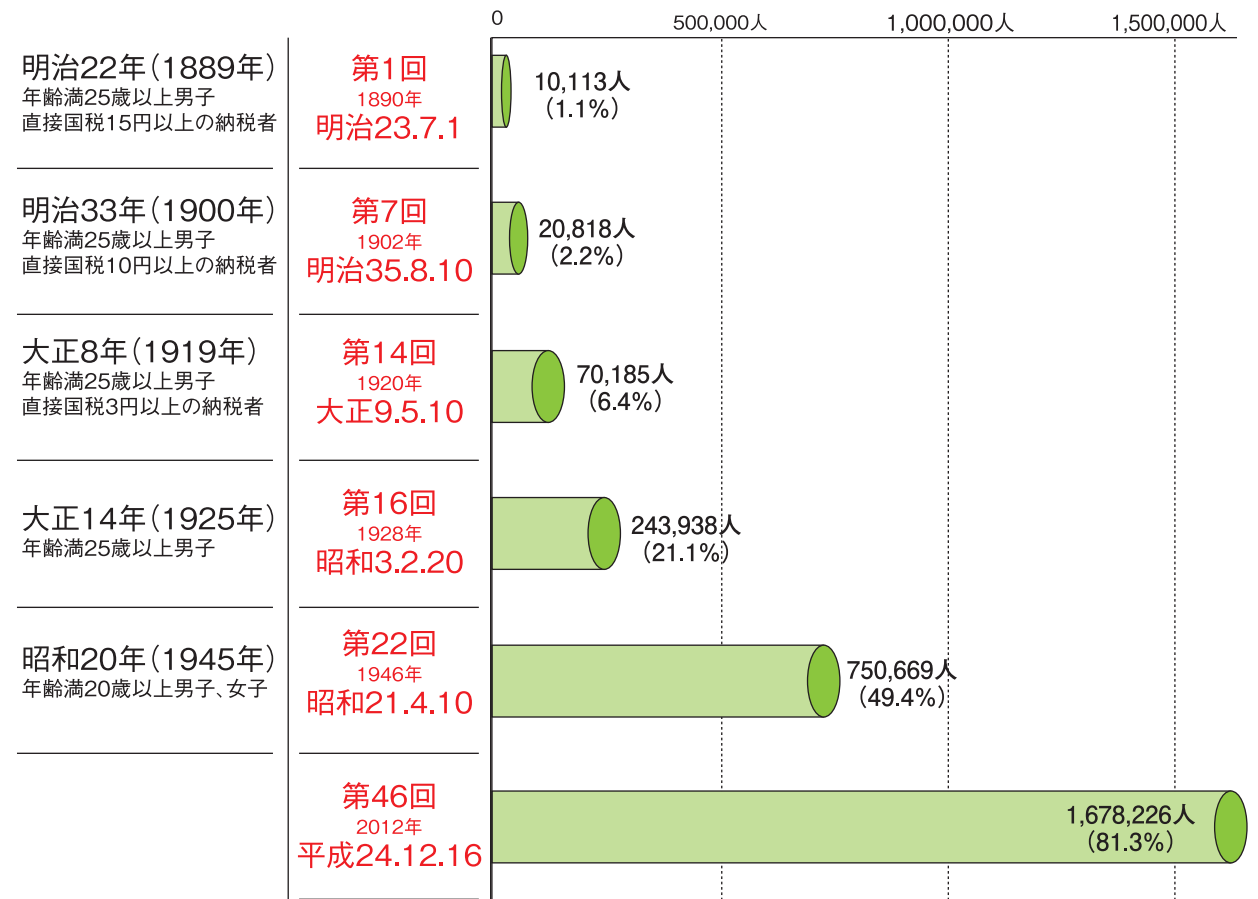 0
500,000人
1,000,000人
1,500,000人
明治22年(1889年)
年齢満25歳以上男子
直接国税15円以上の納税者
第1回
1890年
明治23.7.1
10,113人
(1.1%)
明治33年(1900年)
年齢満25歳以上男子
直接国税10円以上の納税者
第7回
1902年
明治35.8.10
20,818人
(2.2%)
大正8年(1919年)
年齢満25歳以上男子
直接国税3円以上の納税者
第14回
1920年
大正9.5.10
70,185人
(6.4%)
大正14年(1925年)
年齢満25歳以上男子
第16回
1928年
昭和3.2.20
243,938人
(21.1%)
昭和20年(1945年)
年齢満20歳以上男子、女子
第22回
1946年
昭和21.4.10
750,669人
(49.4%)
第46回
2012年
平成24.12.16
1,678,226人
(81.3%)